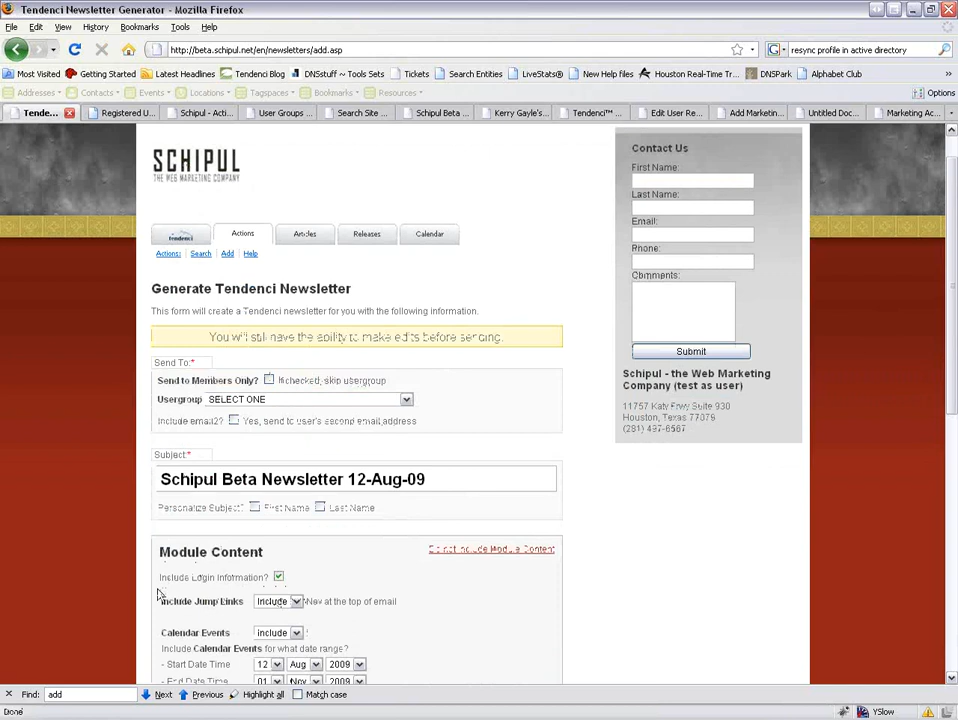 Tendenci Newsletter Generator - Mozilla Firefox
File Edit View History Bookmarks Tools Help
http://beta.schipul.net/en/newsletters/add.asp
resync profile in active directory
Most Visited Getting Started Latest Headlines Tendenci Blog DNSstuff ~ Tools Sets Tickets Search Entities LiveStats® New Help files Houston Real-Time Tr... DNSPark Alphabet Club »
Addresses Contacts Events Locations Tagspaces Bookmarks Resources Options
Tende... Registered U... Schipul - Acti... User Groups ... Search Site ... Schipul Beta ... Kerry Gayle's... Tendenci™ ... Edit User Re... Add Marketin... Untitled Doc... Marketing Ac...
SCHIPUL
THE WEB MARKETING COMPANY
tendenci Actions Articles Releases Calendar
Actions: Search Add Help
Generate Tendenci Newsletter
This form will create a Tendenci newsletter for you with the following information.
You will still have the ability to make edits before sending.
Send To:*
Send to Members Only? If checked, skip usergroup
Usergroup SELECT ONE
Include email2? Yes, send to user's second email address
Subject*
Schipul Beta Newsletter 12-Aug-09
Personalize Subject? First Name Last Name
Module Content Do not Include Module Content
Include Login Information?
Include Jump Links Include Nav at the top of email
Calendar Events include
Include Calendar Events for what date range?
- Start Date Time 12 Aug 2009
- End Date Time 01 Nov 2009
Contact Us
First Name:
Last Name:
Email:
Phone:
Comments:
Submit
Schipul - the Web Marketing
Company (test as user)
11757 Katy Frwy Suite 930
Houston, Texas 77079
(281) 497-6567
Find: add Next Previous Highlight all Match case
Done YSlow